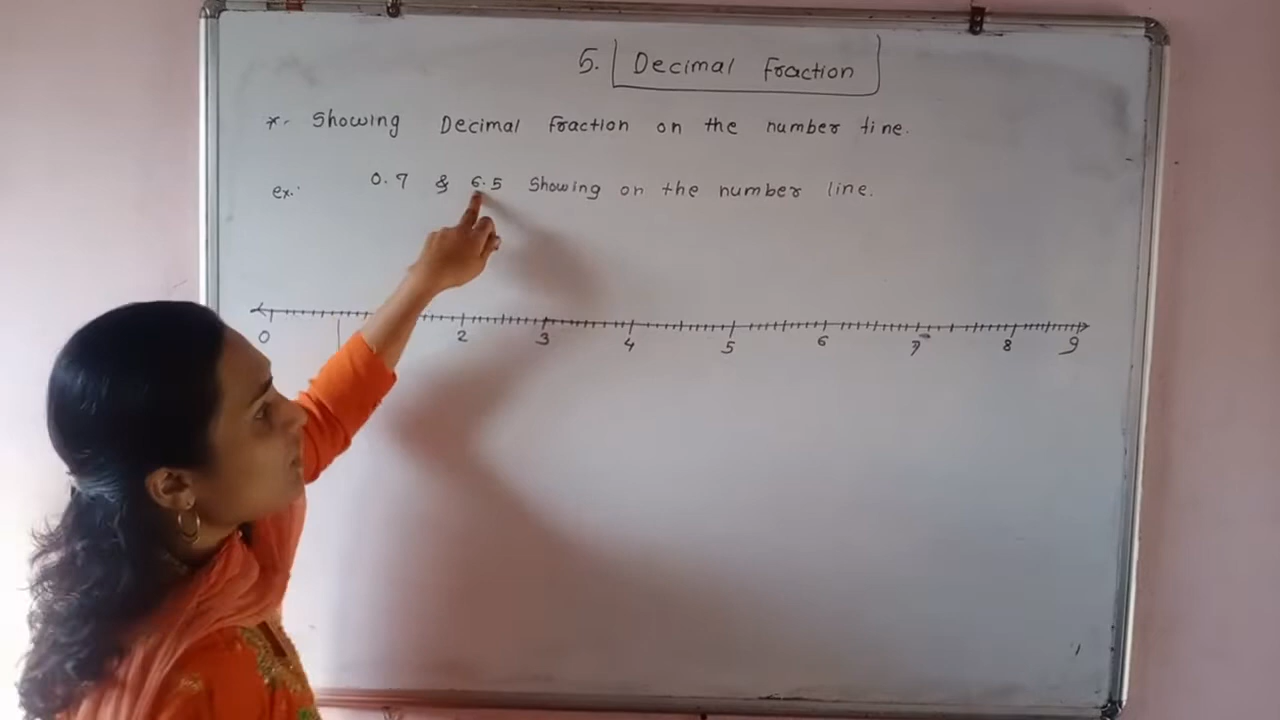 5. Decimal Fraction
*. Showing Decimal Fraction on the number line.
ex. 0.7 & 6.5 Showing on the number line.
0 2 3 4 5 6 7 8 9